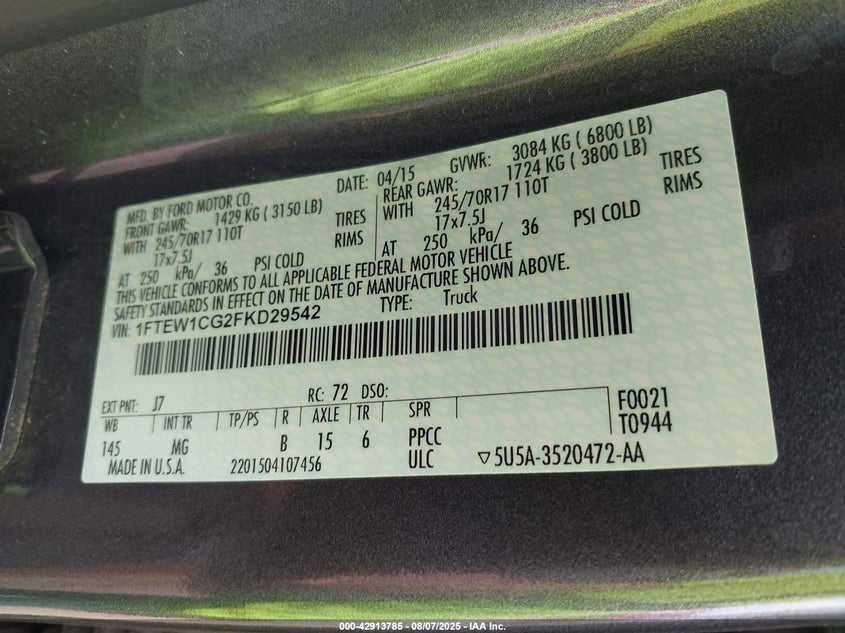 MFD. BY FORD MOTOR CO.
DATE: 04/15 GVWR: 3084 KG ( 6800 LB)
FRONT GAWR: 1429 KG ( 3150 LB)
WITH 245/70R17 110T TIRES
17x7.5J RIMS
AT 250 kPa/ 36 PSI COLD
REAR GAWR: 1724 KG ( 3800 LB)
WITH 245/70R17 110T TIRES
17x7.5J RIMS
AT 250 kPa/ 36 PSI COLD
THIS VEHICLE CONFORMS TO ALL APPLICABLE FEDERAL MOTOR VEHICLE
SAFETY STANDARDS IN EFFECT ON THE DATE OF MANUFACTURE SHOWN ABOVE.
VIN: 1FTEW1CG2FKD29542 TYPE: Truck
EXT PNT: J7 RC: 72 DSO:
WB INT TR TP/PS R AXLE TR SPR F0021
145 MG B 15 6 PPCC T0944
MADE IN U.S.A. 2201504107456 ULC ▽5U5A-3520472-AA
000-42913785 - 08/07/2025 - IAA Inc.